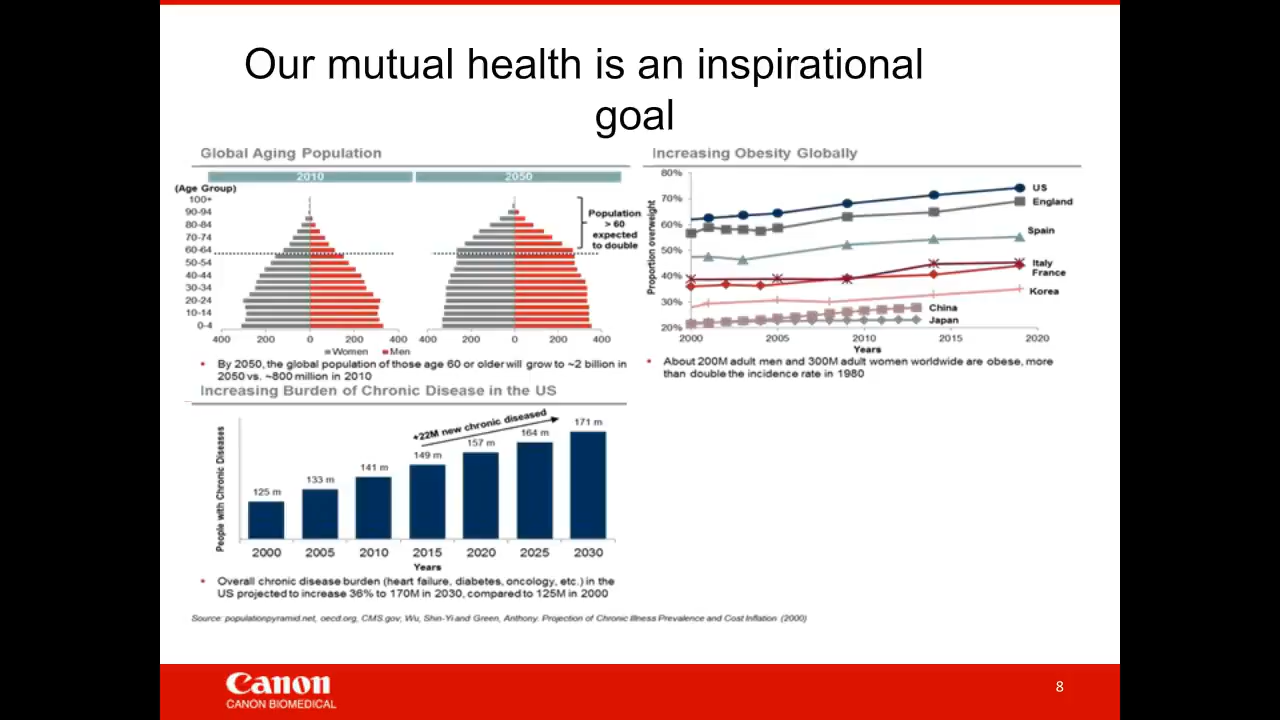 Our mutual health is an inspirational
goal
Global Aging Population
2010
2050
(Age Group)
100+
90-94
80-84
70-74
60-64
50-54
40-44
30-34
20-24
10-14
0-4
400
200
0
200
400
400
200
0
200
400
Population
> 60
expected
to double
Women
Men
By 2050, the global population of those age 60 or older will grow to ~2 billion in
2050 vs. ~800 million in 2010
Increasing Obesity Globally
Proportion overweight
80%
70%
60%
50%
40%
30%
20%
2000
2005
2010
2015
2020
Years
US
England
Spain
Italy
France
Korea
China
Japan
About 200M adult men and 300M adult women worldwide are obese, more
than double the incidence rate in 1980
Increasing Burden of Chronic Disease in the US
People with Chronic Diseases
+22M new chronic diseased
125 m
133 m
141 m
149 m
157 m
164 m
171 m
2000
2005
2010
2015
2020
2025
2030
Years
Overall chronic disease burden (heart failure, diabetes, oncology, etc.) in the
US projected to increase 36% to 170M in 2030, compared to 125M in 2000
Source: populationpyramid.net, oecd.org, CMS.gov; Wu, Shin-Yi and Green, Anthony. Projection of Chronic Illness Prevalence and Cost Inflation (2000)
Canon
CANON BIOMEDICAL
8